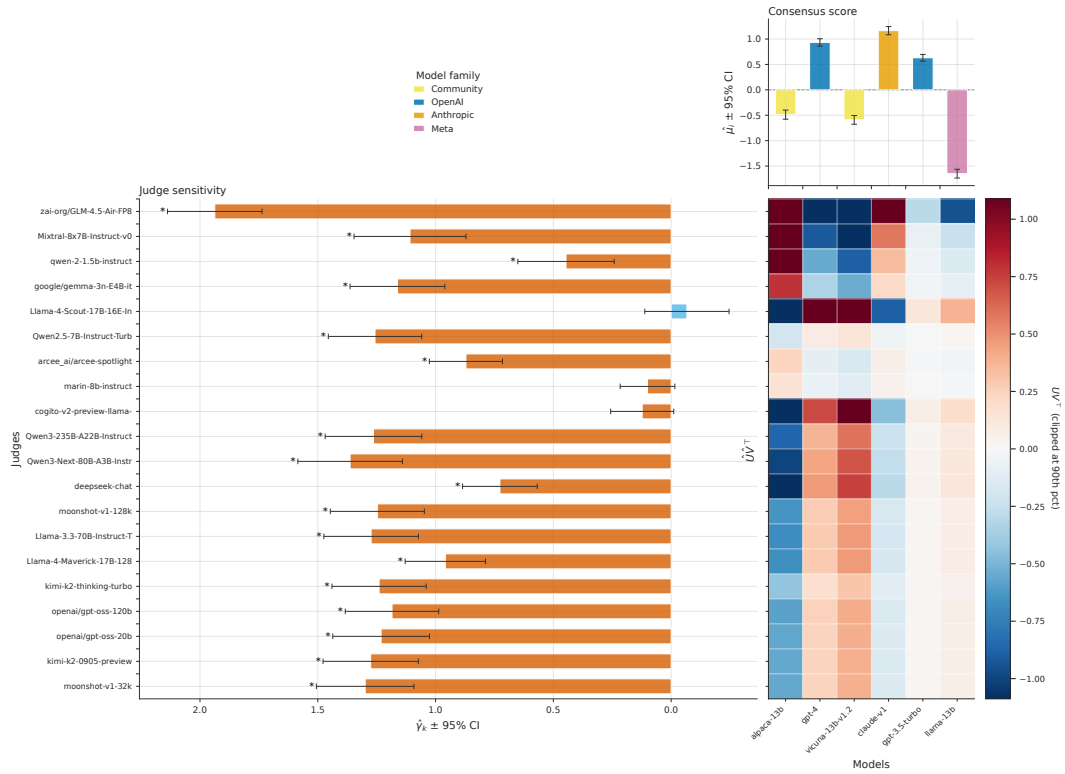 Consensus score
1.0
0.5
0.0
−0.5
−1.0
−1.5
μ̂ᵢ ± 95% CI
Model family
Community
OpenAI
Anthropic
Meta
Judge sensitivity
Judges
zai-org/GLM-4.5-Air-FP8
Mixtral-8x7B-Instruct-v0
qwen-2-1.5b-instruct
google/gemma-3n-E4B-it
Llama-4-Scout-17B-16E-In
Qwen2.5-7B-Instruct-Turb
arcee_ai/arcee-spotlight
marin-8b-instruct
cogito-v2-preview-llama-
Qwen3-235B-A22B-Instruct
Qwen3-Next-80B-A3B-Instr
deepseek-chat
moonshot-v1-128k
Llama-3.3-70B-Instruct-T
Llama-4-Maverick-17B-128
kimi-k2-thinking-turbo
openai/gpt-oss-120b
openai/gpt-oss-20b
kimi-k2-0905-preview
moonshot-v1-32k
* * * * * * * * * * * * * * * * *
2.0 1.5 1.0 0.5 0.0
γ̂ₖ ± 95% CI
ÛV̂⊤
alpaca-13b
gpt-4
vicuna-13b-v1.2
claude-v1
gpt-3.5-turbo
llama-13b
Models
1.00
0.75
0.50
0.25
0.00
−0.25
−0.50
−0.75
−1.00
UV⊤ (clipped at 90th pct)